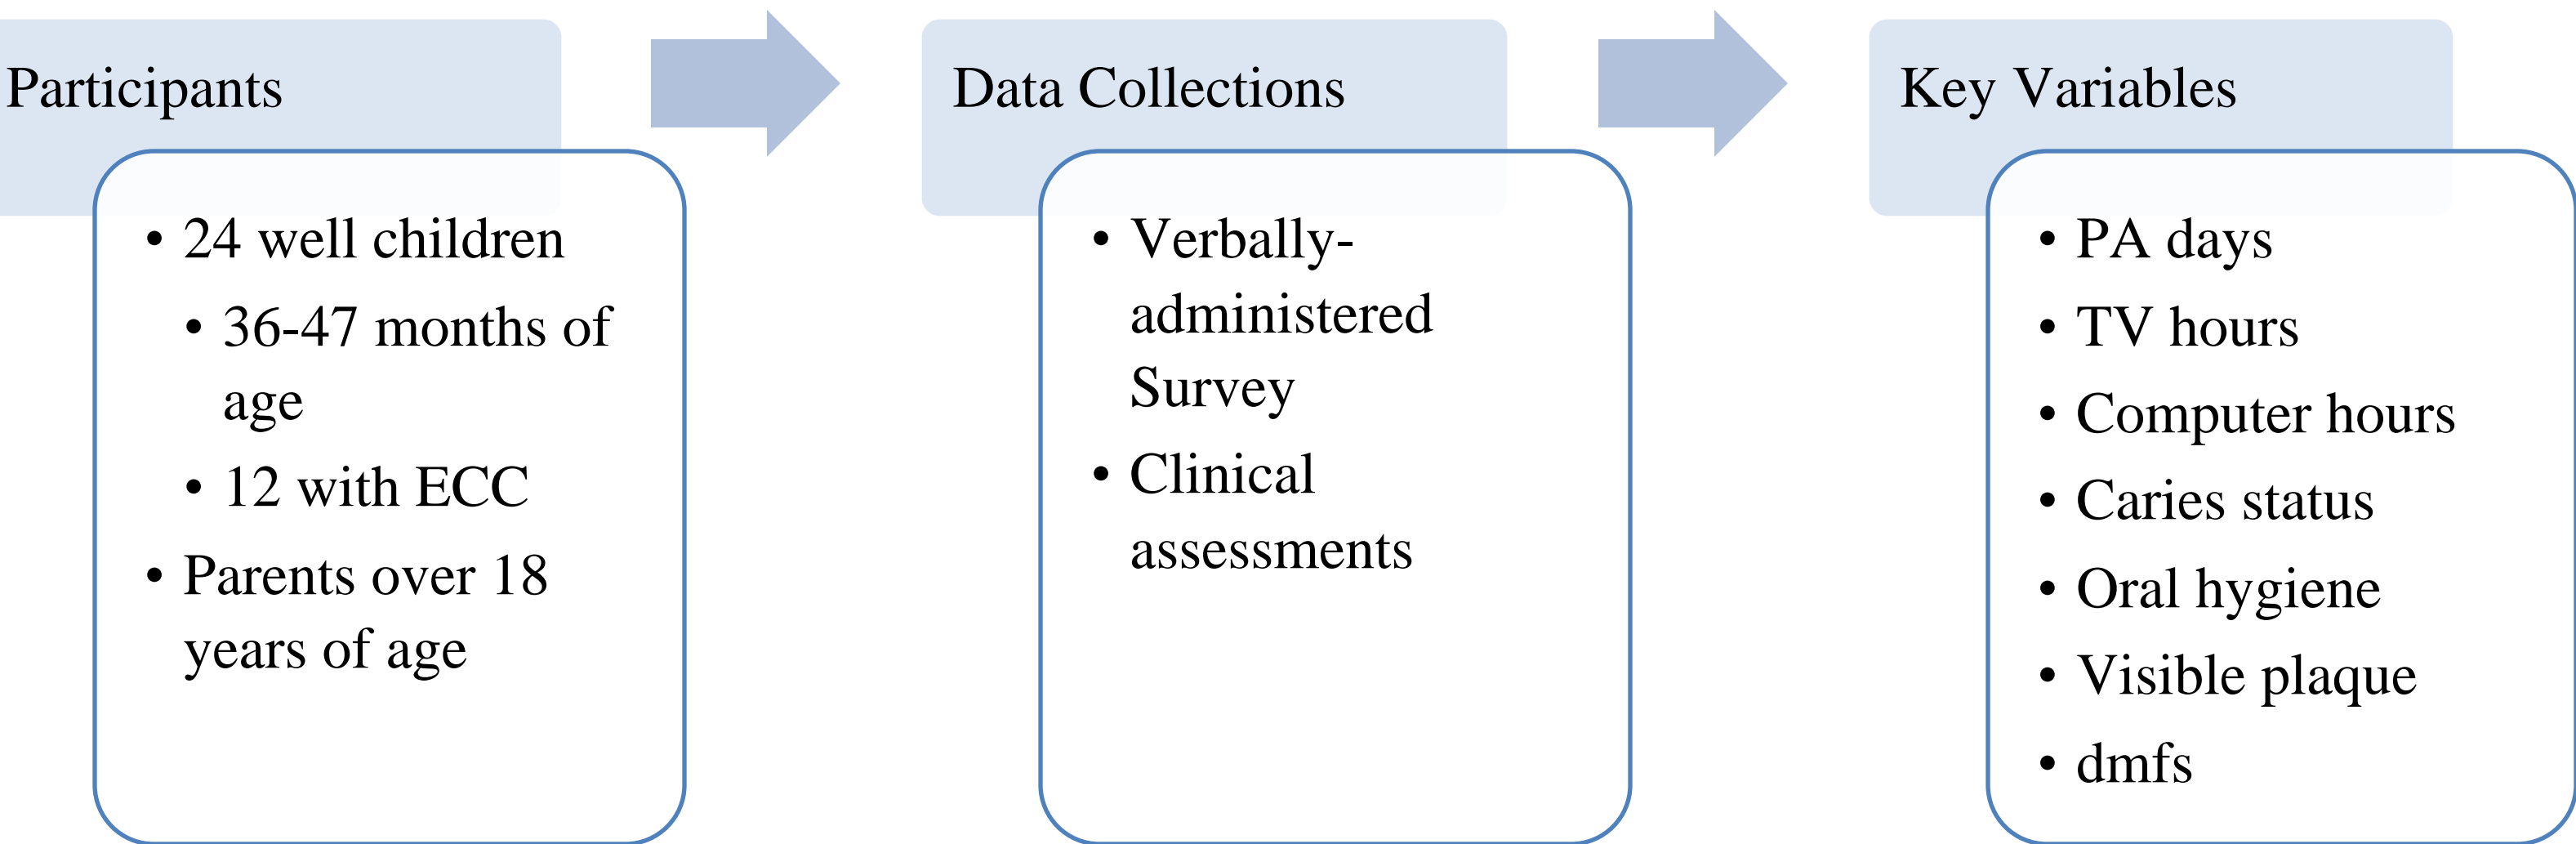 Participants
• 24 well children
• 36-47 months of
age
• 12 with ECC
• Parents over 18
years of age
Data Collections
• Verbally-
administered
Survey
• Clinical
assessments
Key Variables
• PA days
• TV hours
• Computer hours
• Caries status
• Oral hygiene
• Visible plaque
• dmfs